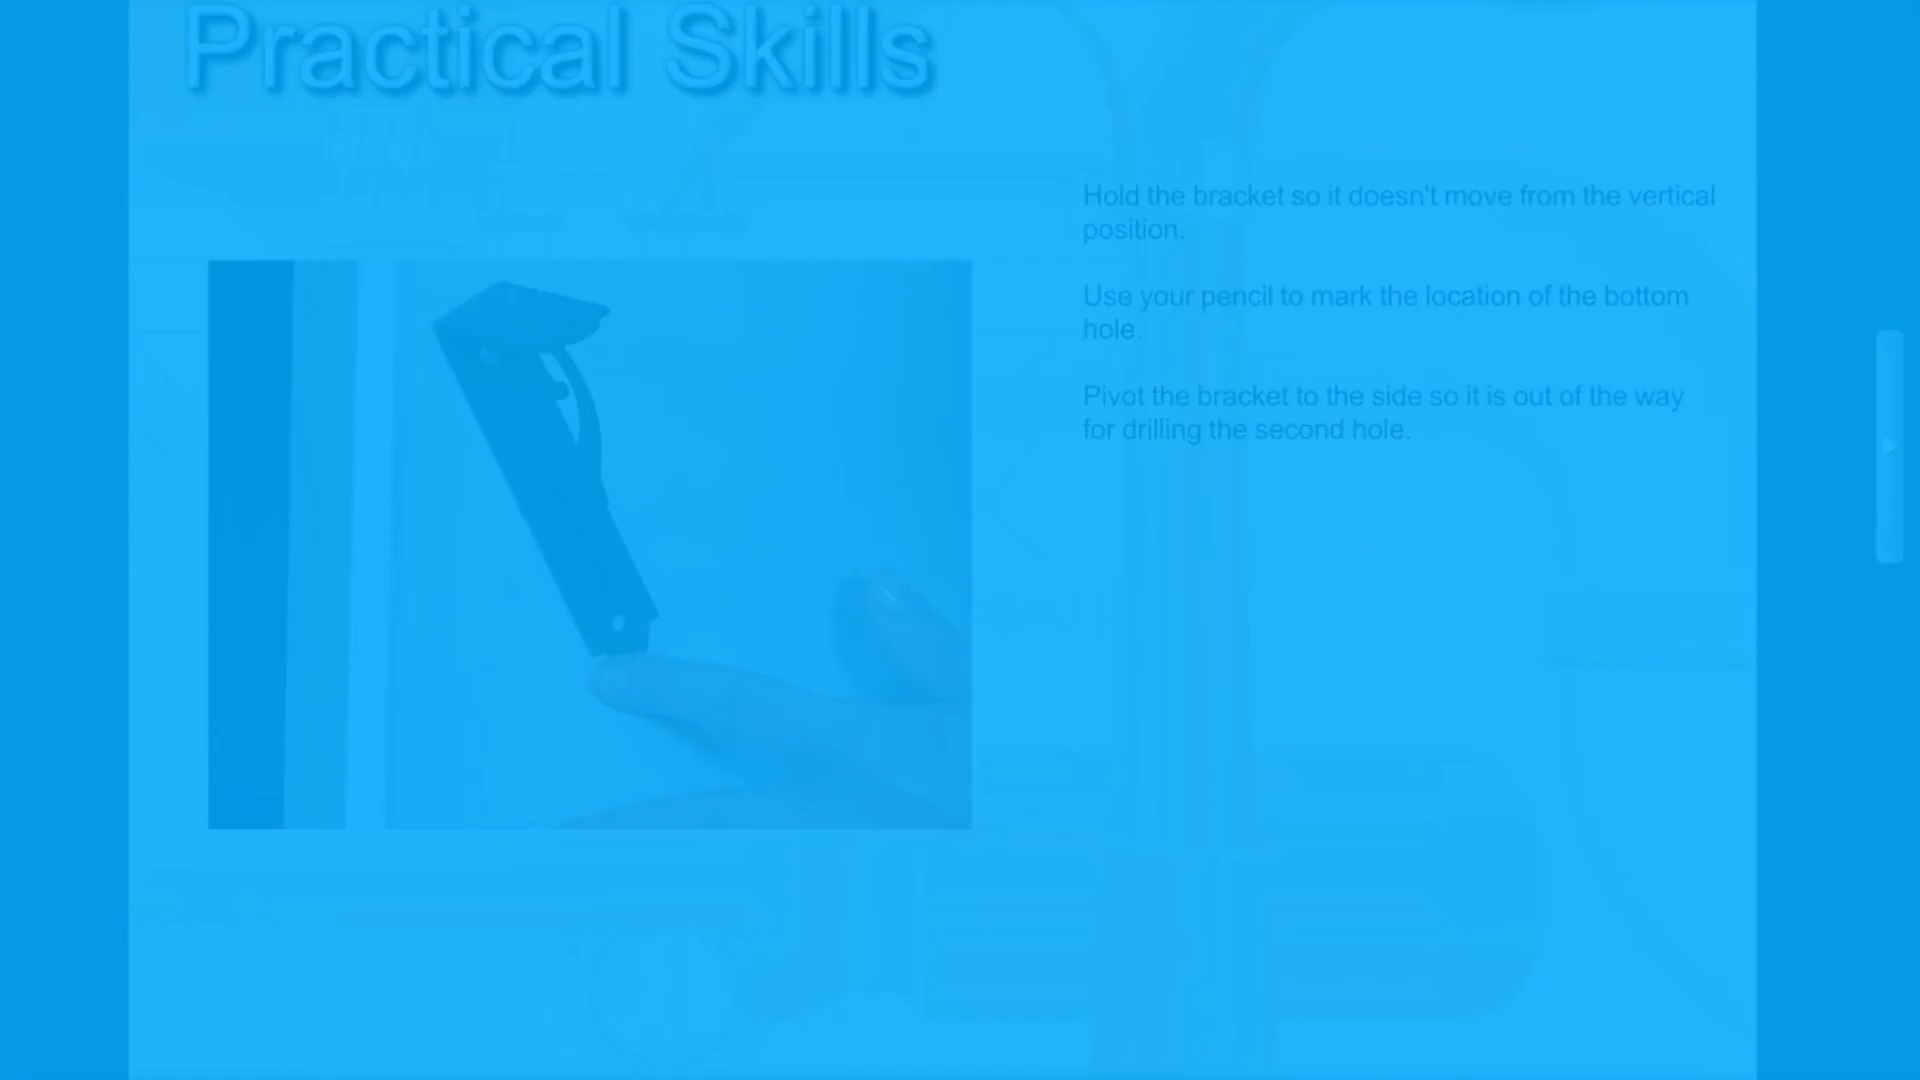 Practical Skills
Hold the bracket so it doesn't move from the vertical
position.
Use your pencil to mark the location of the bottom
hole.
Pivot the bracket to the side so it is out of the way
for drilling the second hole.